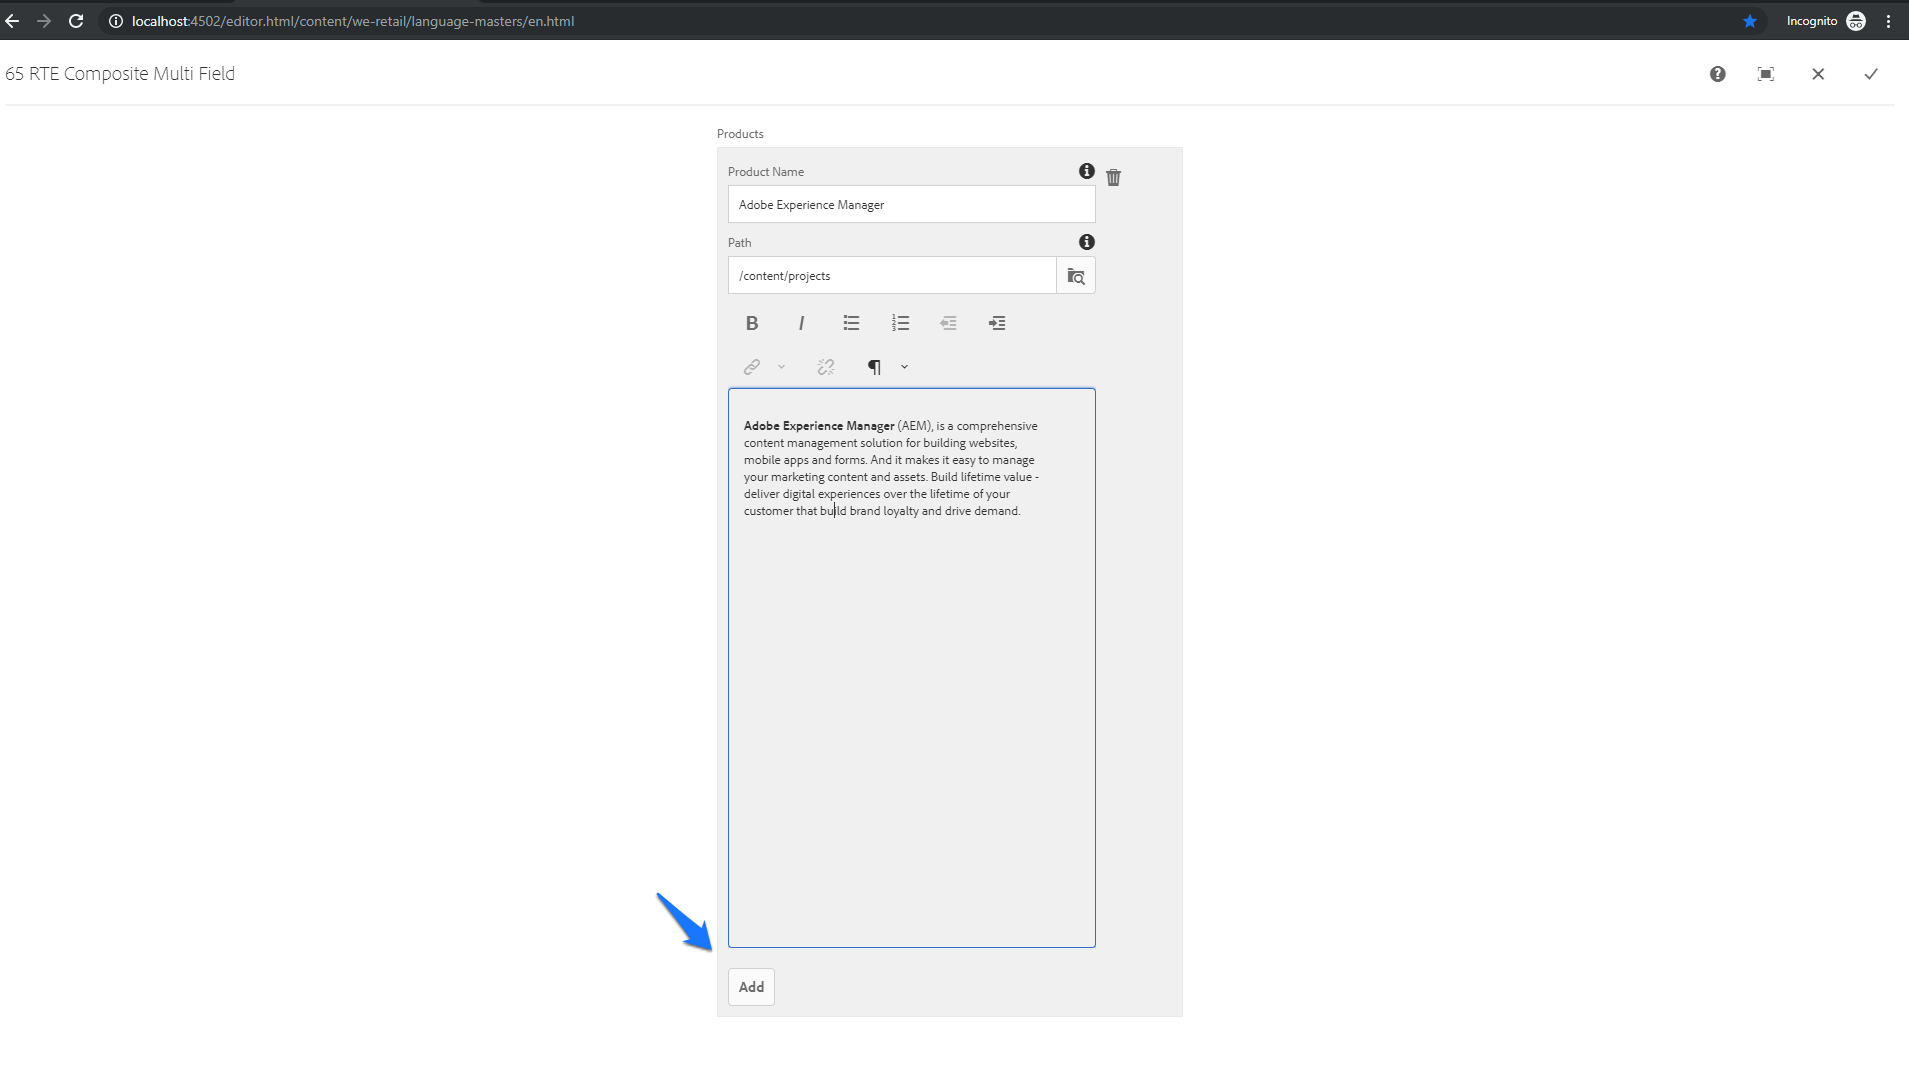 localhost:4502/editor.html/content/we-retail/language-masters/en.html
Incognito
65 RTE Composite Multi Field
Products
Product Name
Adobe Experience Manager
Path
/content/projects
B I
Adobe Experience Manager (AEM), is a comprehensive
content management solution for building websites,
mobile apps and forms. And it makes it easy to manage
your marketing content and assets. Build lifetime value -
deliver digital experiences over the lifetime of your
customer that build brand loyalty and drive demand.
Add